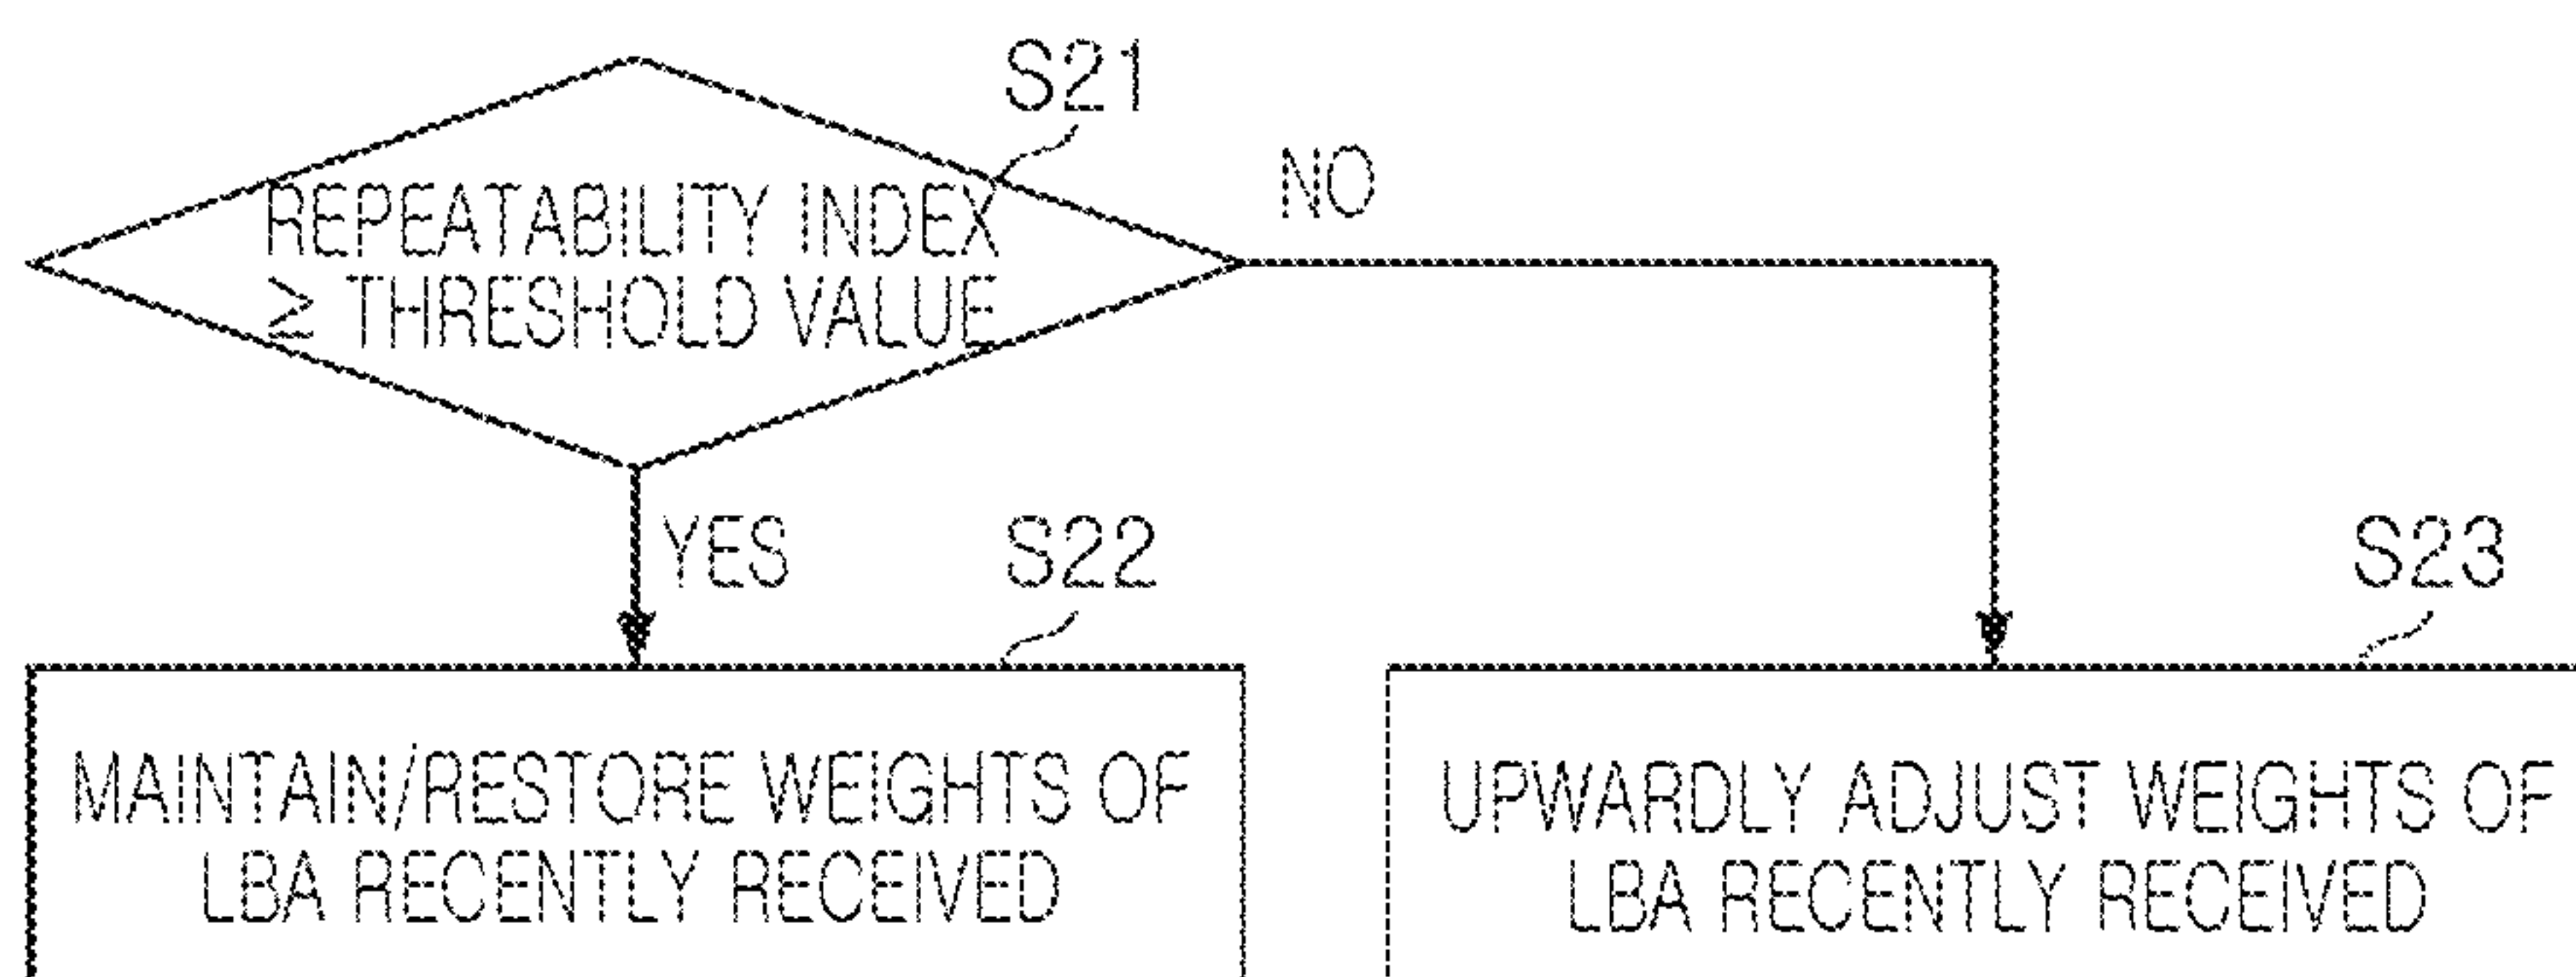 S21
REPEATABILITY INDEX
≥ THRESHOLD VALUE
NO
YES
S22
S23
MAINTAIN/RESTORE WEIGHTS OF
LBA RECENTLY RECEIVED
UPWARDLY ADJUST WEIGHTS OF
LBA RECENTLY RECEIVED